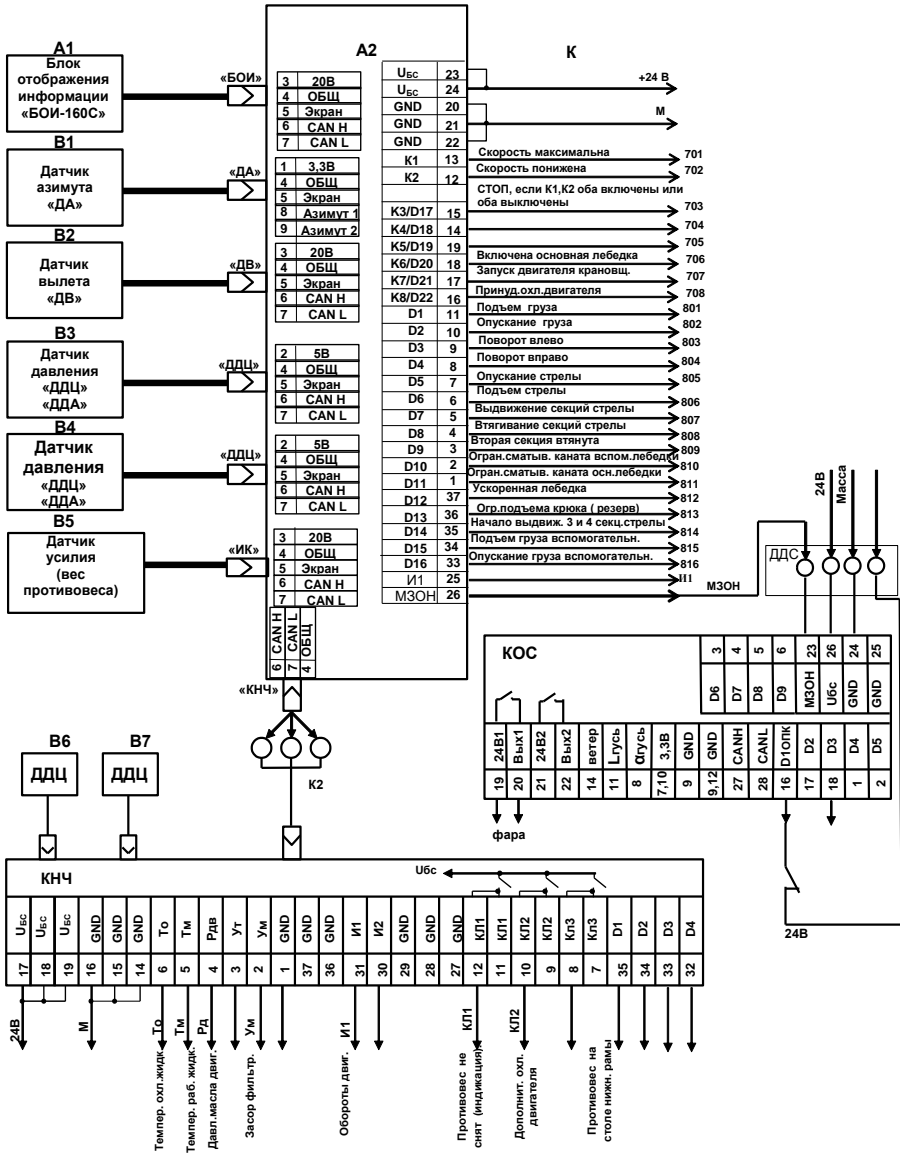 А1
Блок
отображения
информации
«БОИ-160С»
«БОИ»
В1
Датчик
азимута
«ДА»
«ДА»
В2
Датчик
вылета
«ДВ»
«ДВ»
В3
Датчик
давления
«ДДЦ»
«ДДА»
«ДДЦ»
В4
Датчик
давления
«ДДЦ»
«ДДА»
«ДДЦ»
В5
Датчик
усилия
(вес
противовеса)
«ИК»
А2
3 20В
4 ОБЩ
5 Экран
6 CAN H
7 CAN L
1 3,3В
4 ОБЩ
5 Экран
8 Азимут 1
9 Азимут 2
3 20В
4 ОБЩ
5 Экран
6 CAN H
7 CAN L
2 5В
4 ОБЩ
5 Экран
6 CAN H
7 CAN L
2 5В
4 ОБЩ
5 Экран
6 CAN H
7 CAN L
3 20В
4 ОБЩ
5 Экран
6 CAN H
7 CAN L
6 CAN H
7 CAN L
4 ОБЩ
«КНЧ»
К2
К
UБС 23
UБС 24 +24 В
GND 20
GND 21 М
GND 22
К1 13 Скорость максимальна 701
К2 12 Скорость понижена 702
СТОП, если К1,К2 оба включены или
оба выключены
К3/D17 15 703
К4/D18 14 704
К5/D19 19 705
К6/D20 18 Включена основная лебедка 706
К7/D21 17 Запуск двигателя крановщ. 707
К8/D22 16 Принуд.охл.двигателя 708
D1 11 Подъем груза 801
D2 10 Опускание груза 802
D3 9 Поворот влево 803
D4 8 Поворот вправо 804
D5 7 Опускание стрелы 805
D6 6 Подъем стрелы 806
D7 5 Выдвижение секций стрелы 807
D8 4 Втягивание секций стрелы 808
D9 3 Вторая секция втянута 809
D10 2 Огран.сматыв. каната вспом.лебедки 810
D11 1 Огран.сматыв. каната осн.лебедки 811
D12 37 Ускоренная лебедка 812
D13 36 Огр.подъема крюка ( резерв) 813
D14 35 Начало выдвиж. 3 и 4 секц.стрелы 814
D15 34 Подъем груза вспомогательн. 815
D16 33 Опускание груза вспомогательн. 816
И1 25 И1
МЗОН 26 МЗОН
24В
Масса
ДДС
КОС
3 4 5 6 23 26 24 25
D6 D7 D8 D9 МЗОН Uбс GND GND
24В1 Вых1 24В2 Вых2 ветер Lгусь αгусь 3,3В GND GND CANH CANL D1ОПК D2 D3 D4 D5
19 20 21 22 14 11 8 7,10 9 9,12 27 28 16 17 18 1 2
фара
24В
В6
ДДЦ
В7
ДДЦ
КНЧ
Uбс
UБС UБС UБС GND GND GND То Тм Рдв Ут Ум GND GND GND И1 И2 GND GND GND КЛ1 КЛ1 КЛ2 КЛ2 Кл3 Кл3 D1 D2 D3 D4
17 18 19 16 15 14 6 5 4 3 2 1 37 36 31 30 29 28 27 12 11 10 9 8 7 35 34 33 32
24В
М
То
Темпер. охл.жидк.
Тм
Темпер. раб. жидк.
Рд
Давл.масла двиг.
Ум
Засор фильтр.
И1
Обороты двиг.
КЛ1
Противовес не
снят (индикация)
КЛ2
Дополнит. охл.
двигателя
Противовес на
столе нижн. рамы